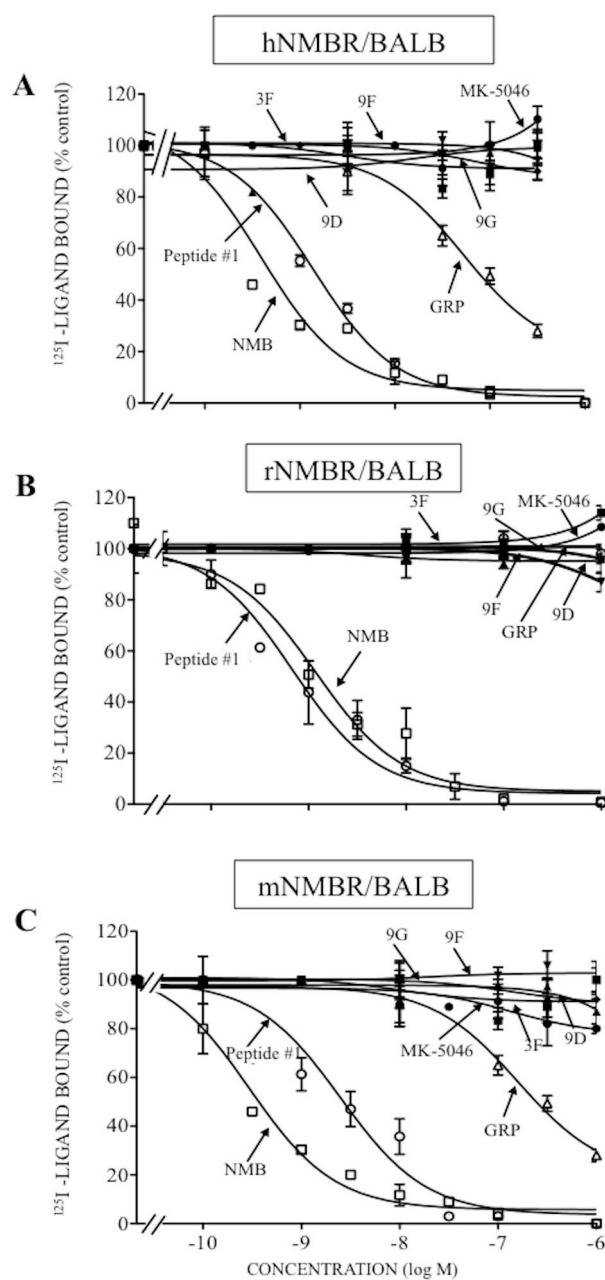 hNMBR/BALB
A
120
100
80
60
40
20
0
¹²⁵I -LIGAND BOUND (% control)
3F
9F
MK-5046
9D
9G
Peptide #1
GRP
NMB
rNMBR/BALB
B
120
100
80
60
40
20
0
¹²⁵I -LIGAND BOUND (% control)
3F
9G
MK-5046
9F
GRP
9D
NMB
Peptide #1
mNMBR/BALB
C
120
100
80
60
40
20
0
¹²⁵I -LIGAND BOUND (% control)
9G
9F
Peptide #1
MK-5046
3F
9D
GRP
NMB
-10 -9 -8 -7 -6
CONCENTRATION (log M)